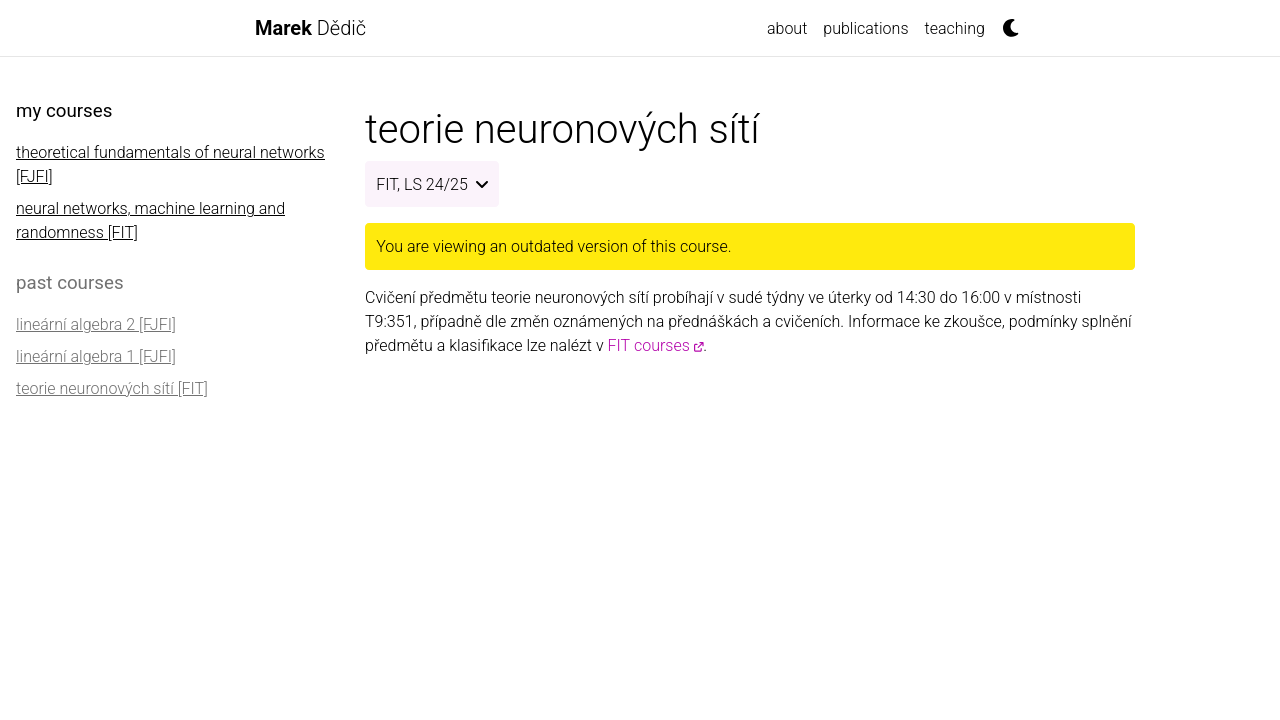 Marek Dědič
about publications teaching
my courses
theoretical fundamentals of neural networks
[FJFI]
neural networks, machine learning and
randomness [FIT]
past courses
lineární algebra 2 [FJFI]
lineární algebra 1 [FJFI]
teorie neuronových sítí [FIT]
teorie neuronových sítí
FIT, LS 24/25
You are viewing an outdated version of this course.
Cvičení předmětu teorie neuronových sítí probíhají v sudé týdny ve úterky od 14:30 do 16:00 v místnosti
T9:351, případně dle změn oznámených na přednáškách a cvičeních. Informace ke zkoušce, podmínky splnění
předmětu a klasifikace lze nalézt v FIT courses.